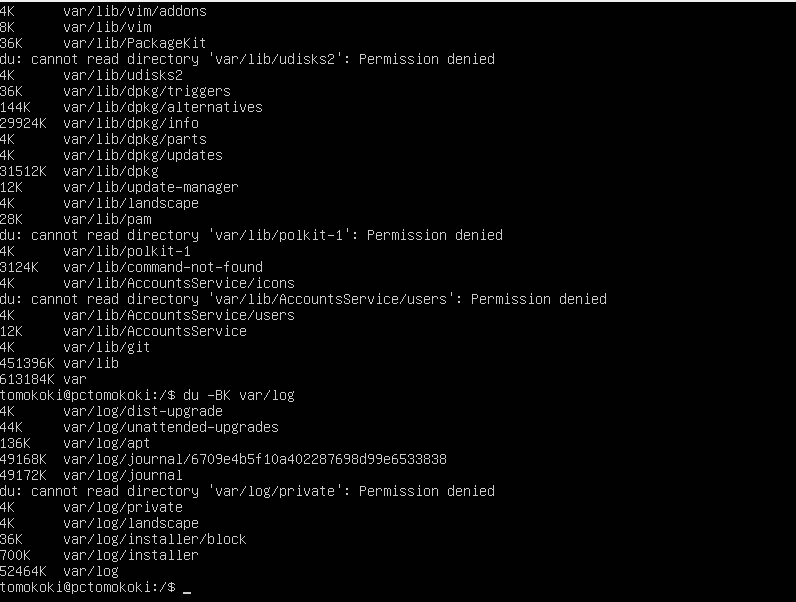 4K      var/lib/vim/addons
8K      var/lib/vim
36K     var/lib/PackageKit
du: cannot read directory 'var/lib/udisks2': Permission denied
4K      var/lib/udisks2
36K     var/lib/dpkg/triggers
144K    var/lib/dpkg/alternatives
29924K  var/lib/dpkg/info
4K      var/lib/dpkg/parts
4K      var/lib/dpkg/updates
31512K  var/lib/dpkg
12K     var/lib/update-manager
4K      var/lib/landscape
28K     var/lib/pam
du: cannot read directory 'var/lib/polkit-1': Permission denied
4K      var/lib/polkit-1
3124K   var/lib/command-not-found
4K      var/lib/AccountsService/icons
du: cannot read directory 'var/lib/AccountsService/users': Permission denied
4K      var/lib/AccountsService/users
12K     var/lib/AccountsService
4K      var/lib/git
451396K var/lib
613184K var
tomokoki@pctomokoki:/$ du -BK var/log
4K      var/log/dist-upgrade
44K     var/log/unattended-upgrades
136K    var/log/apt
49168K  var/log/journal/6709e4b5f10a402287698d99e6533838
49172K  var/log/journal
du: cannot read directory 'var/log/private': Permission denied
4K      var/log/private
4K      var/log/landscape
36K     var/log/installer/block
700K    var/log/installer
52464K  var/log
tomokoki@pctomokoki:/$ _